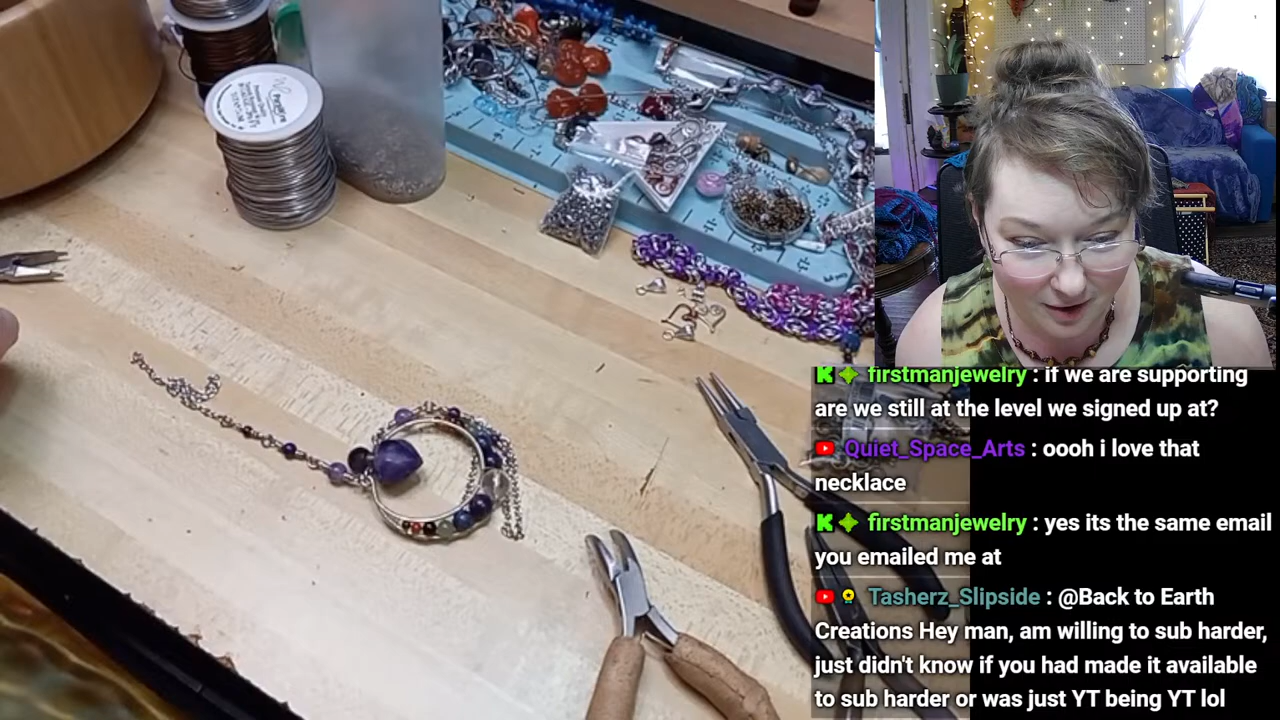 firstmanjewelry : if we are supporting
are we still at the level we signed up at?
Quiet_Space_Arts : oooh i love that
necklace
firstmanjewelry : yes its the same email
you emailed me at
Tasherz_Slipside : @Back to Earth
Creations Hey man, am willing to sub harder,
just didn't know if you had made it available
to sub harder or was just YT being YT lol